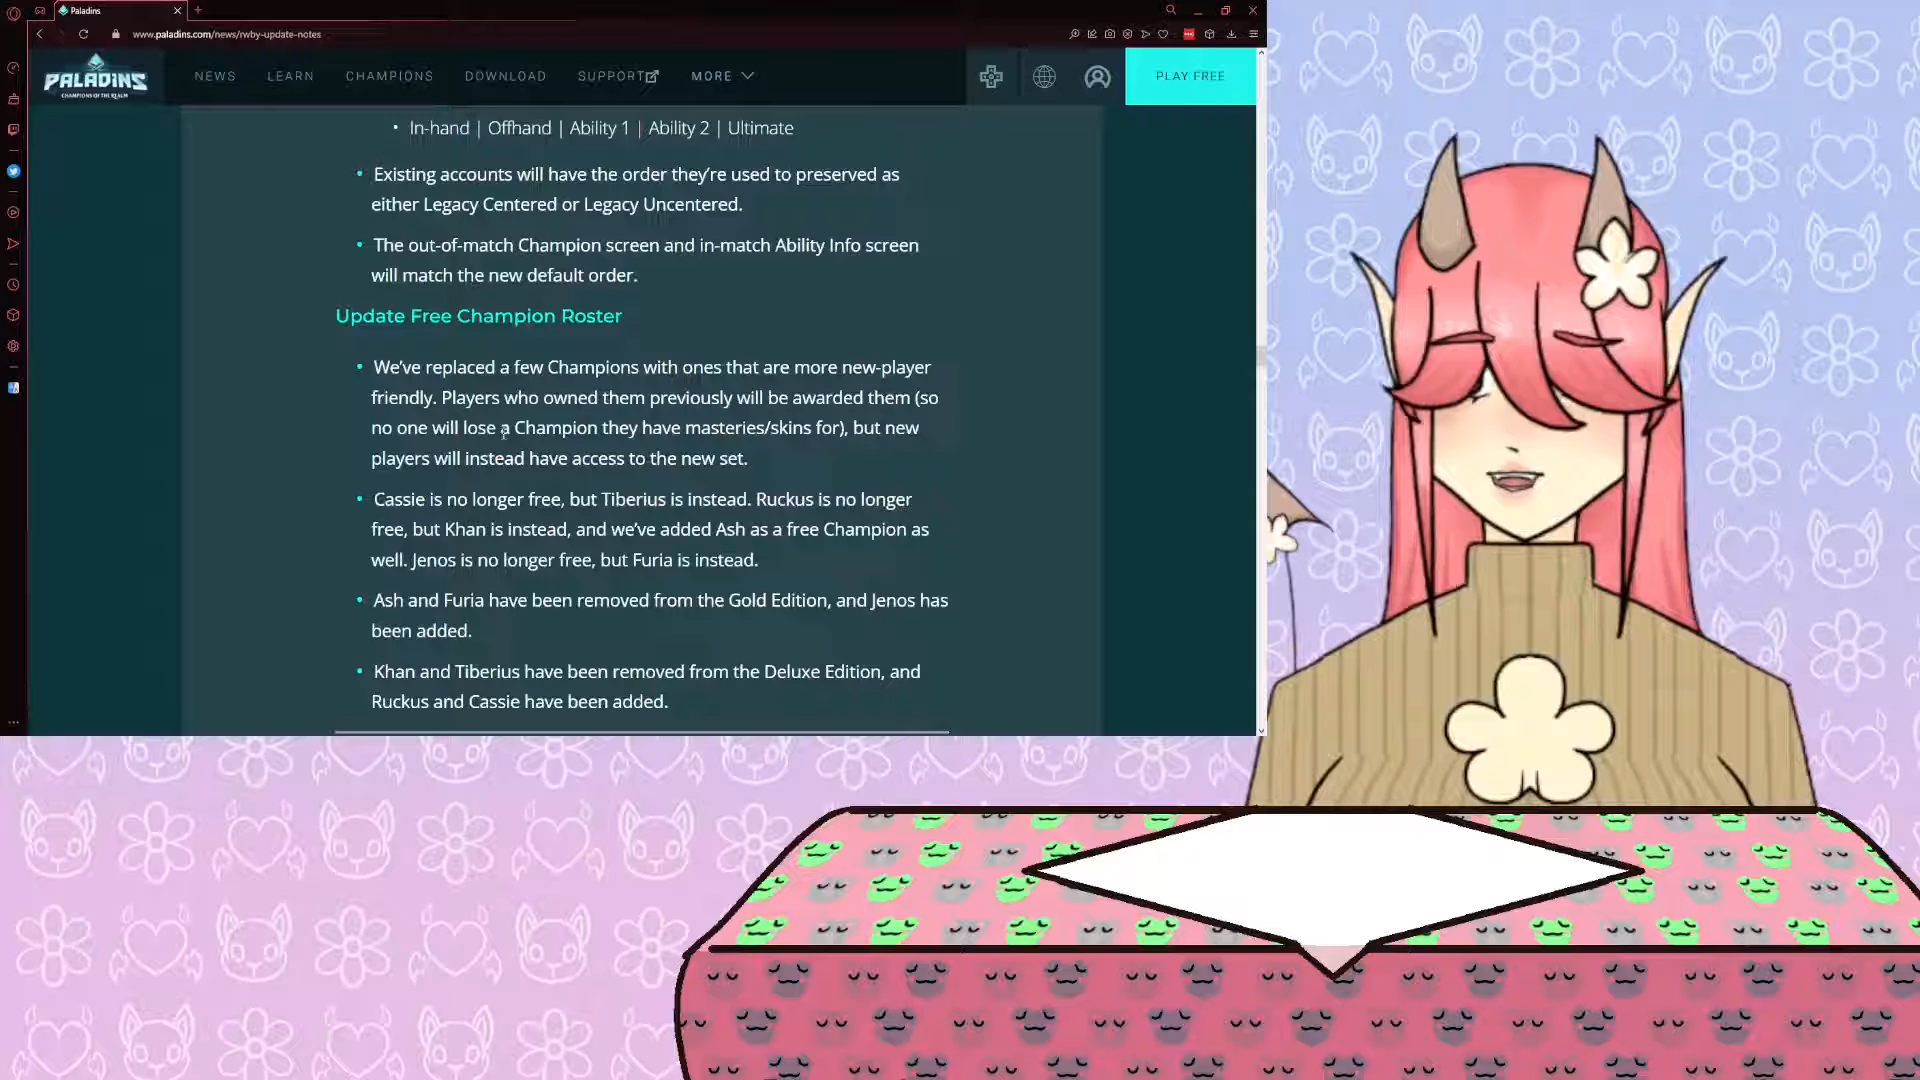 Paladins
www.paladins.com/news/rwby-update-notes
PALADINS
CHAMPIONS OF THE REALM
NEWS LEARN CHAMPIONS DOWNLOAD SUPPORT MORE PLAY FREE
• In-hand | Offhand | Ability 1 | Ability 2 | Ultimate
• Existing accounts will have the order they’re used to preserved as
either Legacy Centered or Legacy Uncentered.
• The out-of-match Champion screen and in-match Ability Info screen
will match the new default order.
Update Free Champion Roster
• We’ve replaced a few Champions with ones that are more new-player
friendly. Players who owned them previously will be awarded them (so
no one will lose a Champion they have masteries/skins for), but new
players will instead have access to the new set.
• Cassie is no longer free, but Tiberius is instead. Ruckus is no longer
free, but Khan is instead, and we’ve added Ash as a free Champion as
well. Jenos is no longer free, but Furia is instead.
• Ash and Furia have been removed from the Gold Edition, and Jenos has
been added.
• Khan and Tiberius have been removed from the Deluxe Edition, and
Ruckus and Cassie have been added.